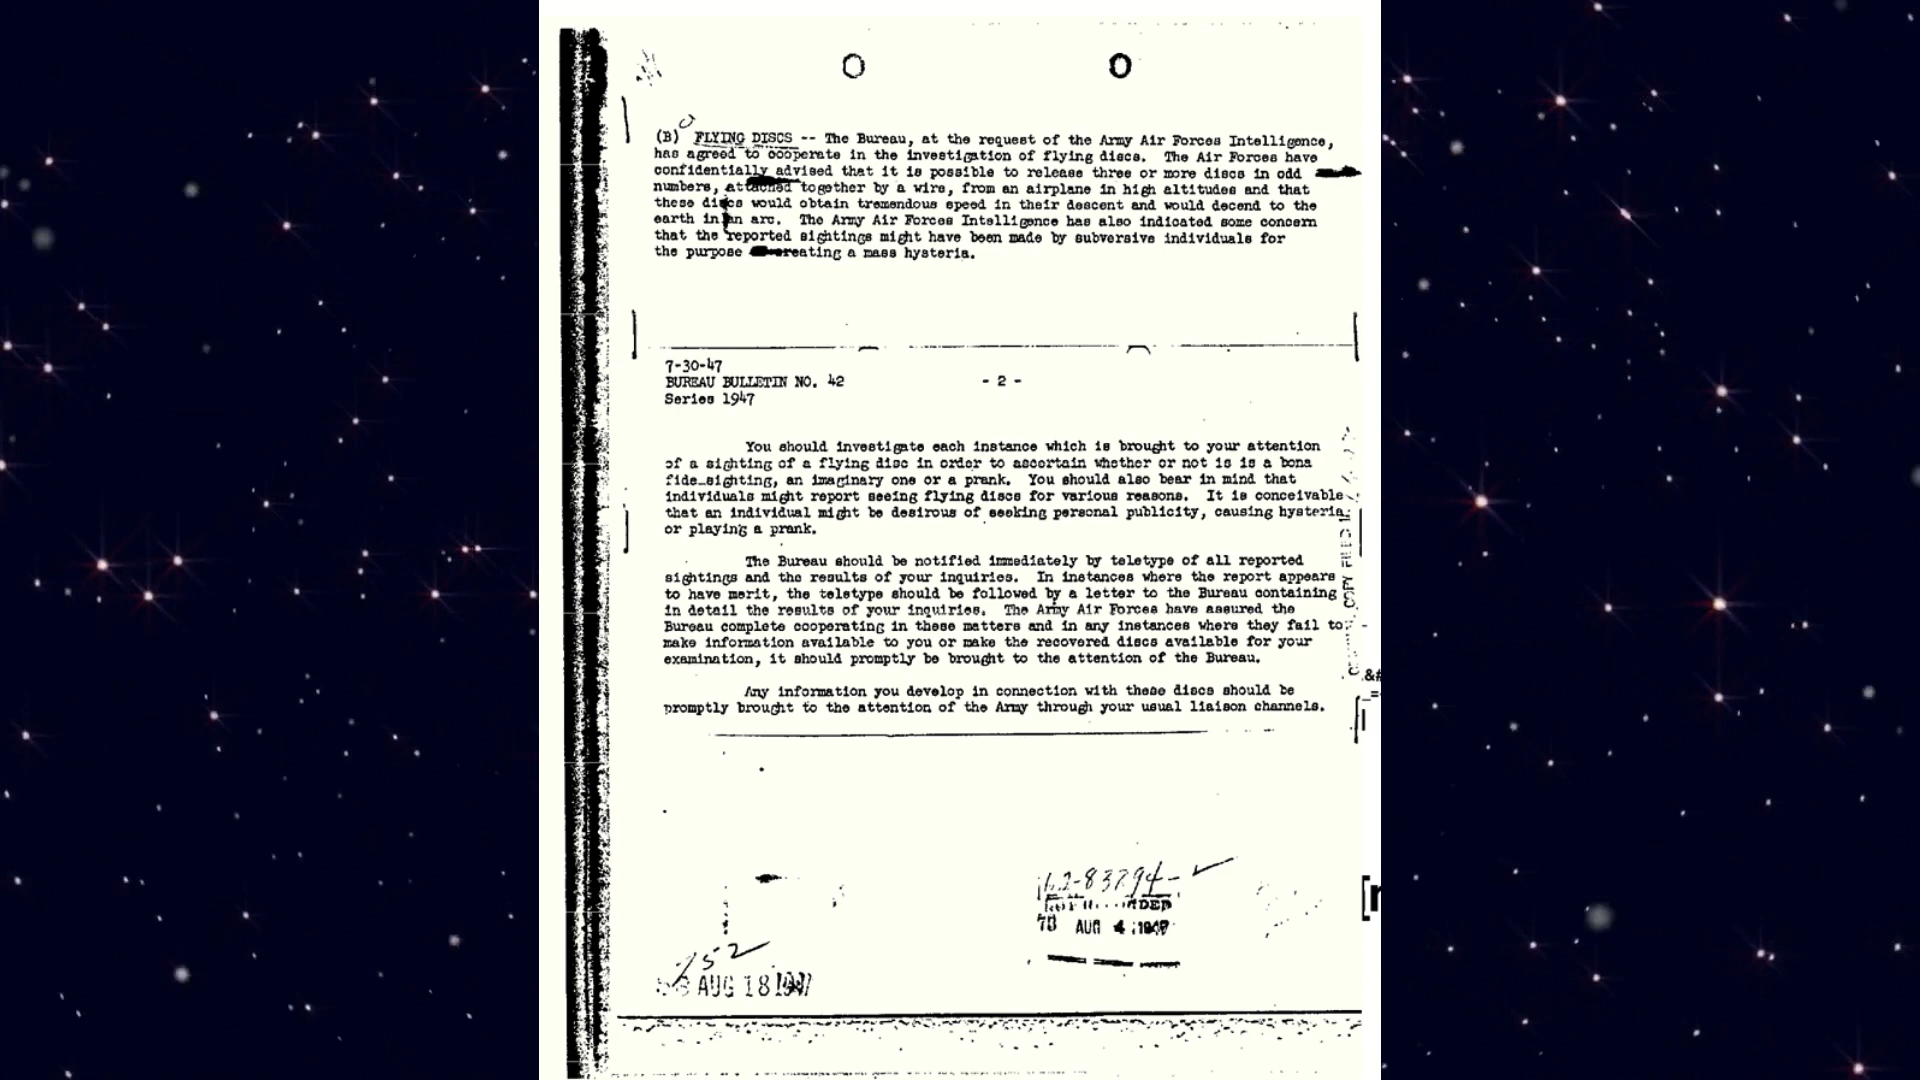 (B) FLYING DISCS -- The Bureau, at the request of the Army Air Forces Intelligence,
has agreed to cooperate in the investigation of flying discs. The Air Forces have
confidentially advised that it is possible to release three or more discs in odd
numbers, attached together by a wire, from an airplane in high altitudes and that
these discs would obtain tremendous speed in their descent and would decend to the
earth in an arc. The Army Air Forces Intelligence has also indicated some concern
that the reported sightings might have been made by subversive individuals for
the purpose creating a mass hysteria.
7-30-47
BUREAU BULLETIN NO. 42 - 2 -
Series 1947
You should investigate each instance which is brought to your attention
of a sighting of a flying disc in order to ascertain whether or not is is a bona
fide sighting, an imaginary one or a prank. You should also bear in mind that
individuals might report seeing flying discs for various reasons. It is conceivable
that an individual might be desirous of seeking personal publicity, causing hysteria
or playing a prank.
The Bureau should be notified immediately by teletype of all reported
sightings and the results of your inquiries. In instances where the report appears
to have merit, the teletype should be followed by a letter to the Bureau containing
in detail the results of your inquiries. The Army Air Forces have assured the
Bureau complete cooperating in these matters and in any instances where they fail to
make information available to you or make the recovered discs available for your
examination, it should promptly be brought to the attention of the Bureau.
Any information you develop in connection with these discs should be
promptly brought to the attention of the Army through your usual liaison channels.
62-83794-
70 AUG 4 1947
252
AUG 18 1947